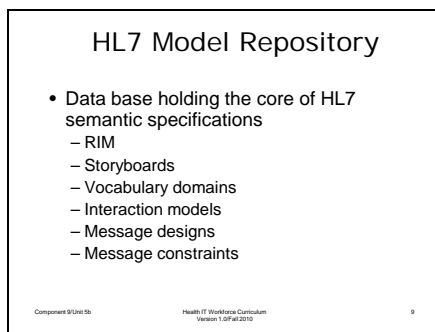 HL7 Model Repository
• Data base holding the core of HL7
semantic specifications
– RIM
– Storyboards
– Vocabulary domains
– Interaction models
– Message designs
– Message constraints
Component 9/Unit 5b
Health IT Workforce Curriculum
Version 1.0/Fall 2010
9